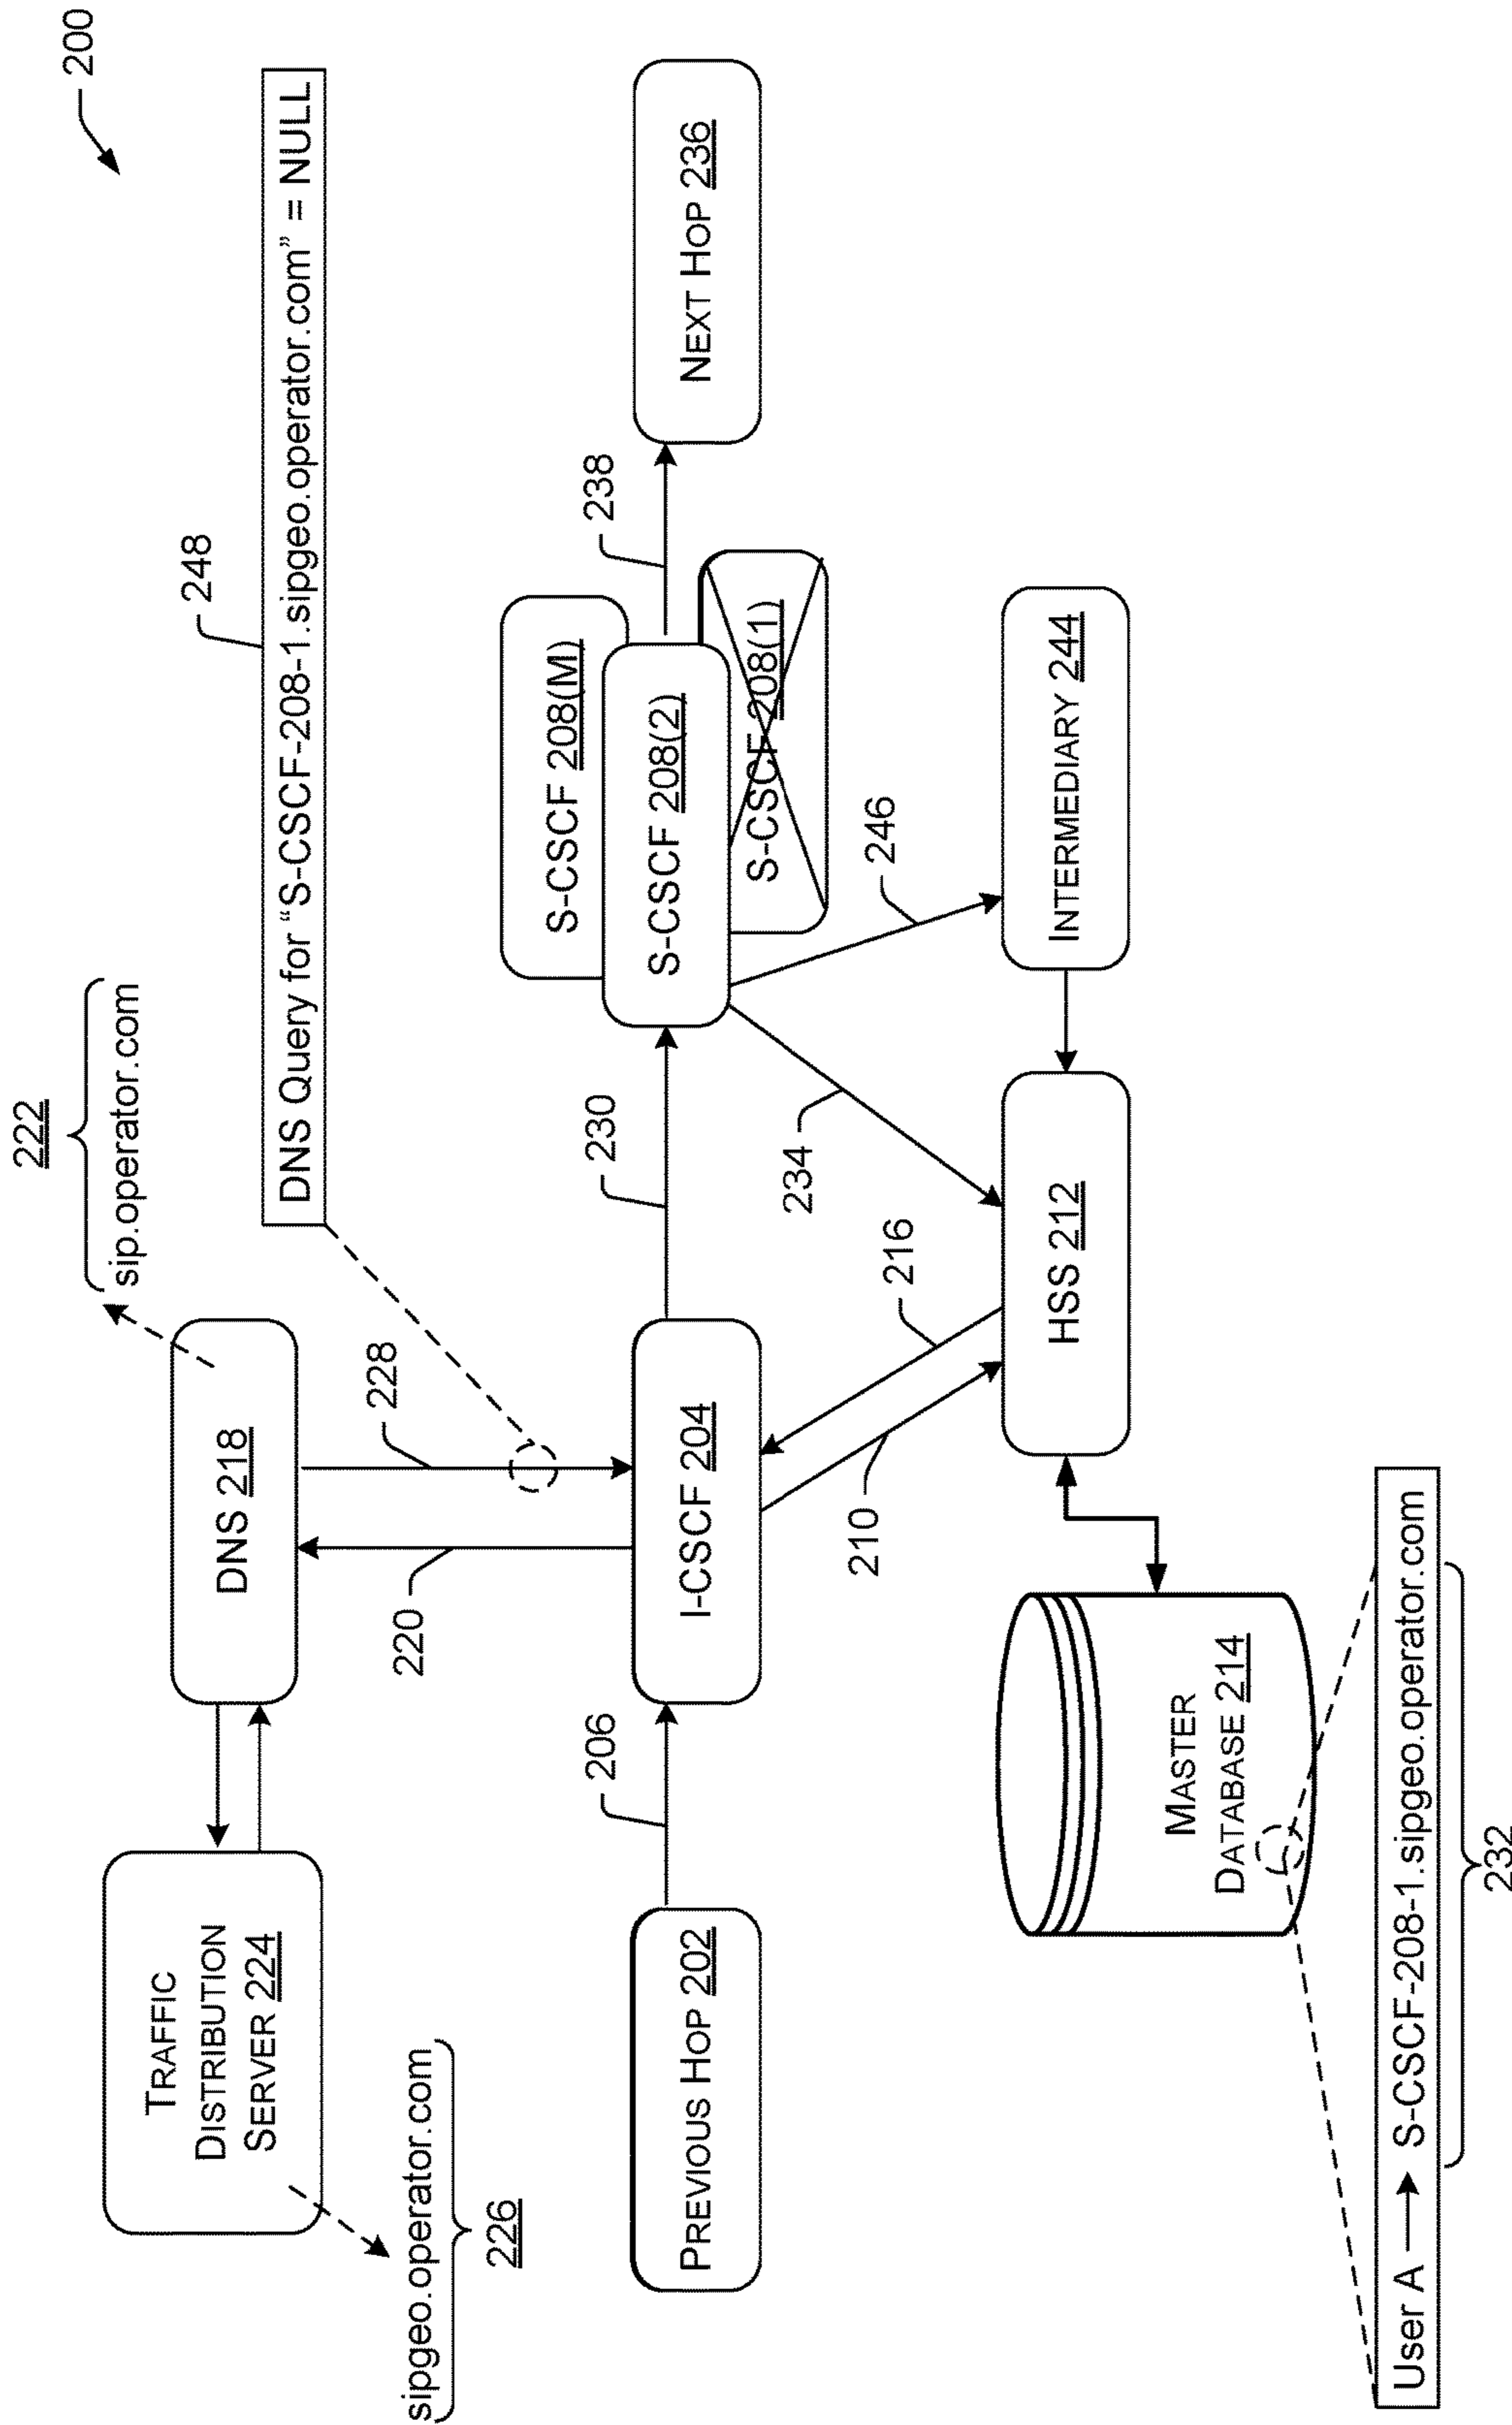 200
248
DNS Query for “S-CSCF-208-1.sipgeo.operator.com” = NULL
222
sip.operator.com
TRAFFIC
DISTRIBUTION
SERVER 224
DNS 218
sipgeo.operator.com
226
220
228
PREVIOUS HOP 202
206
I-CSCF 204
230
S-CSCF 208(M)
S-CSCF 208(2)
S-CSCF 208(1)
238
NEXT HOP 236
210
216
234
246
MASTER
DATABASE 214
HSS 212
INTERMEDIARY 244
User A S-CSCF-208-1.sipgeo.operator.com
232